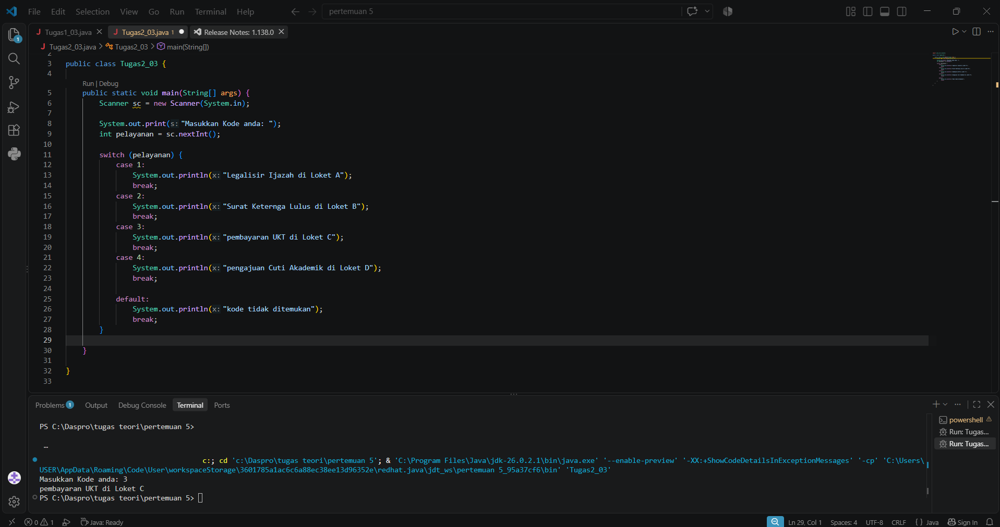 File Edit Selection View Go Run Terminal Help pertemuan 5
Tugas1_03.java Tugas2_03.java 1 Release Notes: 1.138.0
Tugas2_03.java > Tugas2_03 > main(String[])
2
3 public class Tugas2_03 {
4
Run | Debug
5 public static void main(String[] args) {
6 Scanner sc = new Scanner(System.in);
7
8 System.out.print(s: "Masukkan Kode anda: ");
9 int pelayanan = sc.nextInt();
10
11 switch (pelayanan) {
12 case 1:
13 System.out.println(x: "Legalisir Ijazah di Loket A");
14 break;
15 case 2:
16 System.out.println(x: "Surat Keternga Lulus di Loket B");
17 break;
18 case 3:
19 System.out.println(x: "pembayaran UKT di Loket C");
20 break;
21 case 4:
22 System.out.println(x: "pengajuan Cuti Akademik di Loket D");
23 break;
24
25 default:
26 System.out.println(x: "kode tidak ditemukan");
27 break;
28 }
29
30 }
31
32 }
33
Problems 1 Output Debug Console Terminal Ports
PS C:\Daspro\tugas teori\pertemuan 5>
…
c:; cd 'c:\Daspro\tugas teori\pertemuan 5'; & 'C:\Program Files\Java\jdk-26.0.2.1\bin\java.exe' '--enable-preview' '-XX:+ShowCodeDetailsInExceptionMessages' '-cp' 'C:\Users\
USER\AppData\Roaming\Code\User\workspaceStorage\3601785a1ac6c6a88ec38ee13d96352e\redhat.java\jdt_ws\pertemuan 5_95a37cf6\bin' 'Tugas2_03'
Masukkan Kode anda: 3
pembayaran UKT di Loket C
PS C:\Daspro\tugas teori\pertemuan 5>
powershell
Run: Tugas...
Run: Tugas...
1
0 1 Java: Ready Ln 29, Col 1 Spaces: 4 UTF-8 CRLF {} Java Sign In